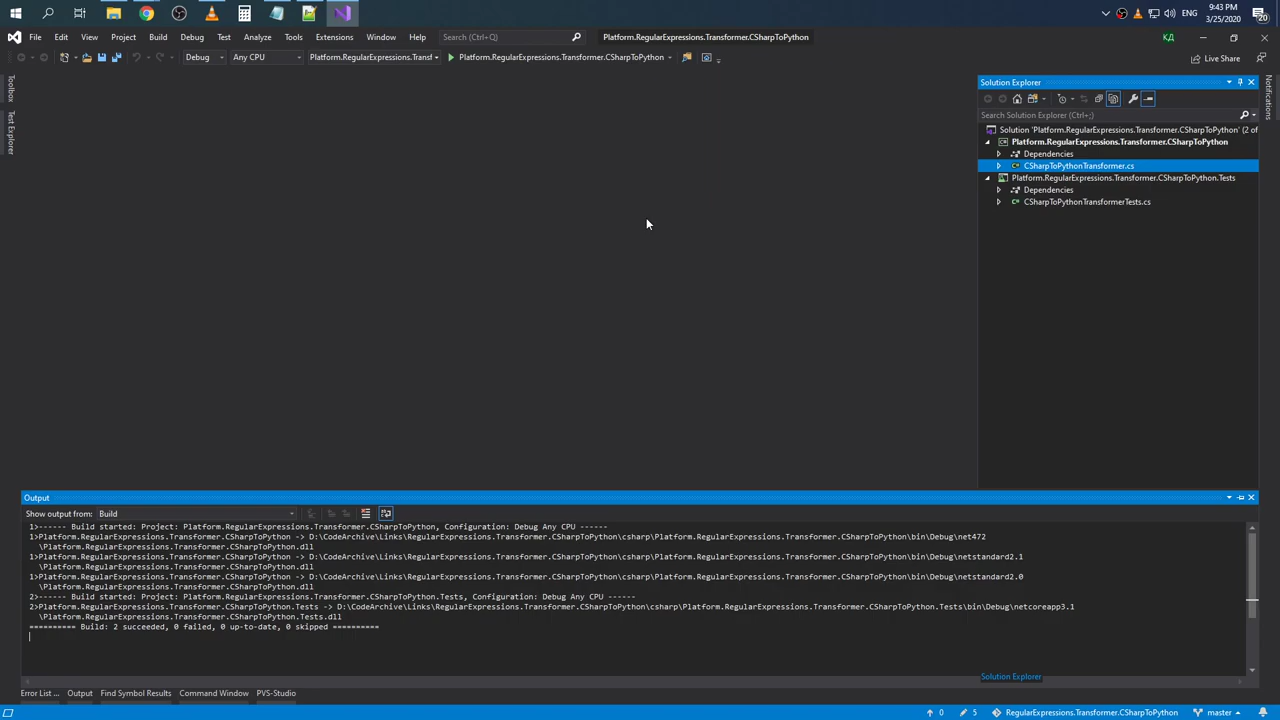 ENG
9:43 PM
3/25/2020
20
File Edit View Project Build Debug Test Analyze Tools Extensions Window Help
Search (Ctrl+Q)
Platform.RegularExpressions.Transformer.CSharpToPython
КД
Debug
Any CPU
Platform.RegularExpressions.Transf
Platform.RegularExpressions.Transformer.CSharpToPython
Live Share
Toolbox
Test Explorer
Notifications
Solution Explorer
Search Solution Explorer (Ctrl+;)
Solution 'Platform.RegularExpressions.Transformer.CSharpToPython' (2 of
Platform.RegularExpressions.Transformer.CSharpToPython
Dependencies
CSharpToPythonTransformer.cs
Platform.RegularExpressions.Transformer.CSharpToPython.Tests
Dependencies
CSharpToPythonTransformerTests.cs
Output
Show output from: Build
1>------ Build started: Project: Platform.RegularExpressions.Transformer.CSharpToPython, Configuration: Debug Any CPU ------
1>Platform.RegularExpressions.Transformer.CSharpToPython -> D:\CodeArchive\Links\RegularExpressions.Transformer.CSharpToPython\csharp\Platform.RegularExpressions.Transformer.CSharpToPython\bin\Debug\net472
\Platform.RegularExpressions.Transformer.CSharpToPython.dll
1>Platform.RegularExpressions.Transformer.CSharpToPython -> D:\CodeArchive\Links\RegularExpressions.Transformer.CSharpToPython\csharp\Platform.RegularExpressions.Transformer.CSharpToPython\bin\Debug\netstandard2.1
\Platform.RegularExpressions.Transformer.CSharpToPython.dll
1>Platform.RegularExpressions.Transformer.CSharpToPython -> D:\CodeArchive\Links\RegularExpressions.Transformer.CSharpToPython\csharp\Platform.RegularExpressions.Transformer.CSharpToPython\bin\Debug\netstandard2.0
\Platform.RegularExpressions.Transformer.CSharpToPython.dll
2>------ Build started: Project: Platform.RegularExpressions.Transformer.CSharpToPython.Tests, Configuration: Debug Any CPU ------
2>Platform.RegularExpressions.Transformer.CSharpToPython.Tests -> D:\CodeArchive\Links\RegularExpressions.Transformer.CSharpToPython\csharp\Platform.RegularExpressions.Transformer.CSharpToPython.Tests\bin\Debug\netcoreapp3.1
\Platform.RegularExpressions.Transformer.CSharpToPython.Tests.dll
========== Build: 2 succeeded, 0 failed, 0 up-to-date, 0 skipped ==========
Solution Explorer
Error List ... Output Find Symbol Results Command Window PVS-Studio
0 5 RegularExpressions.Transformer.CSharpToPython master